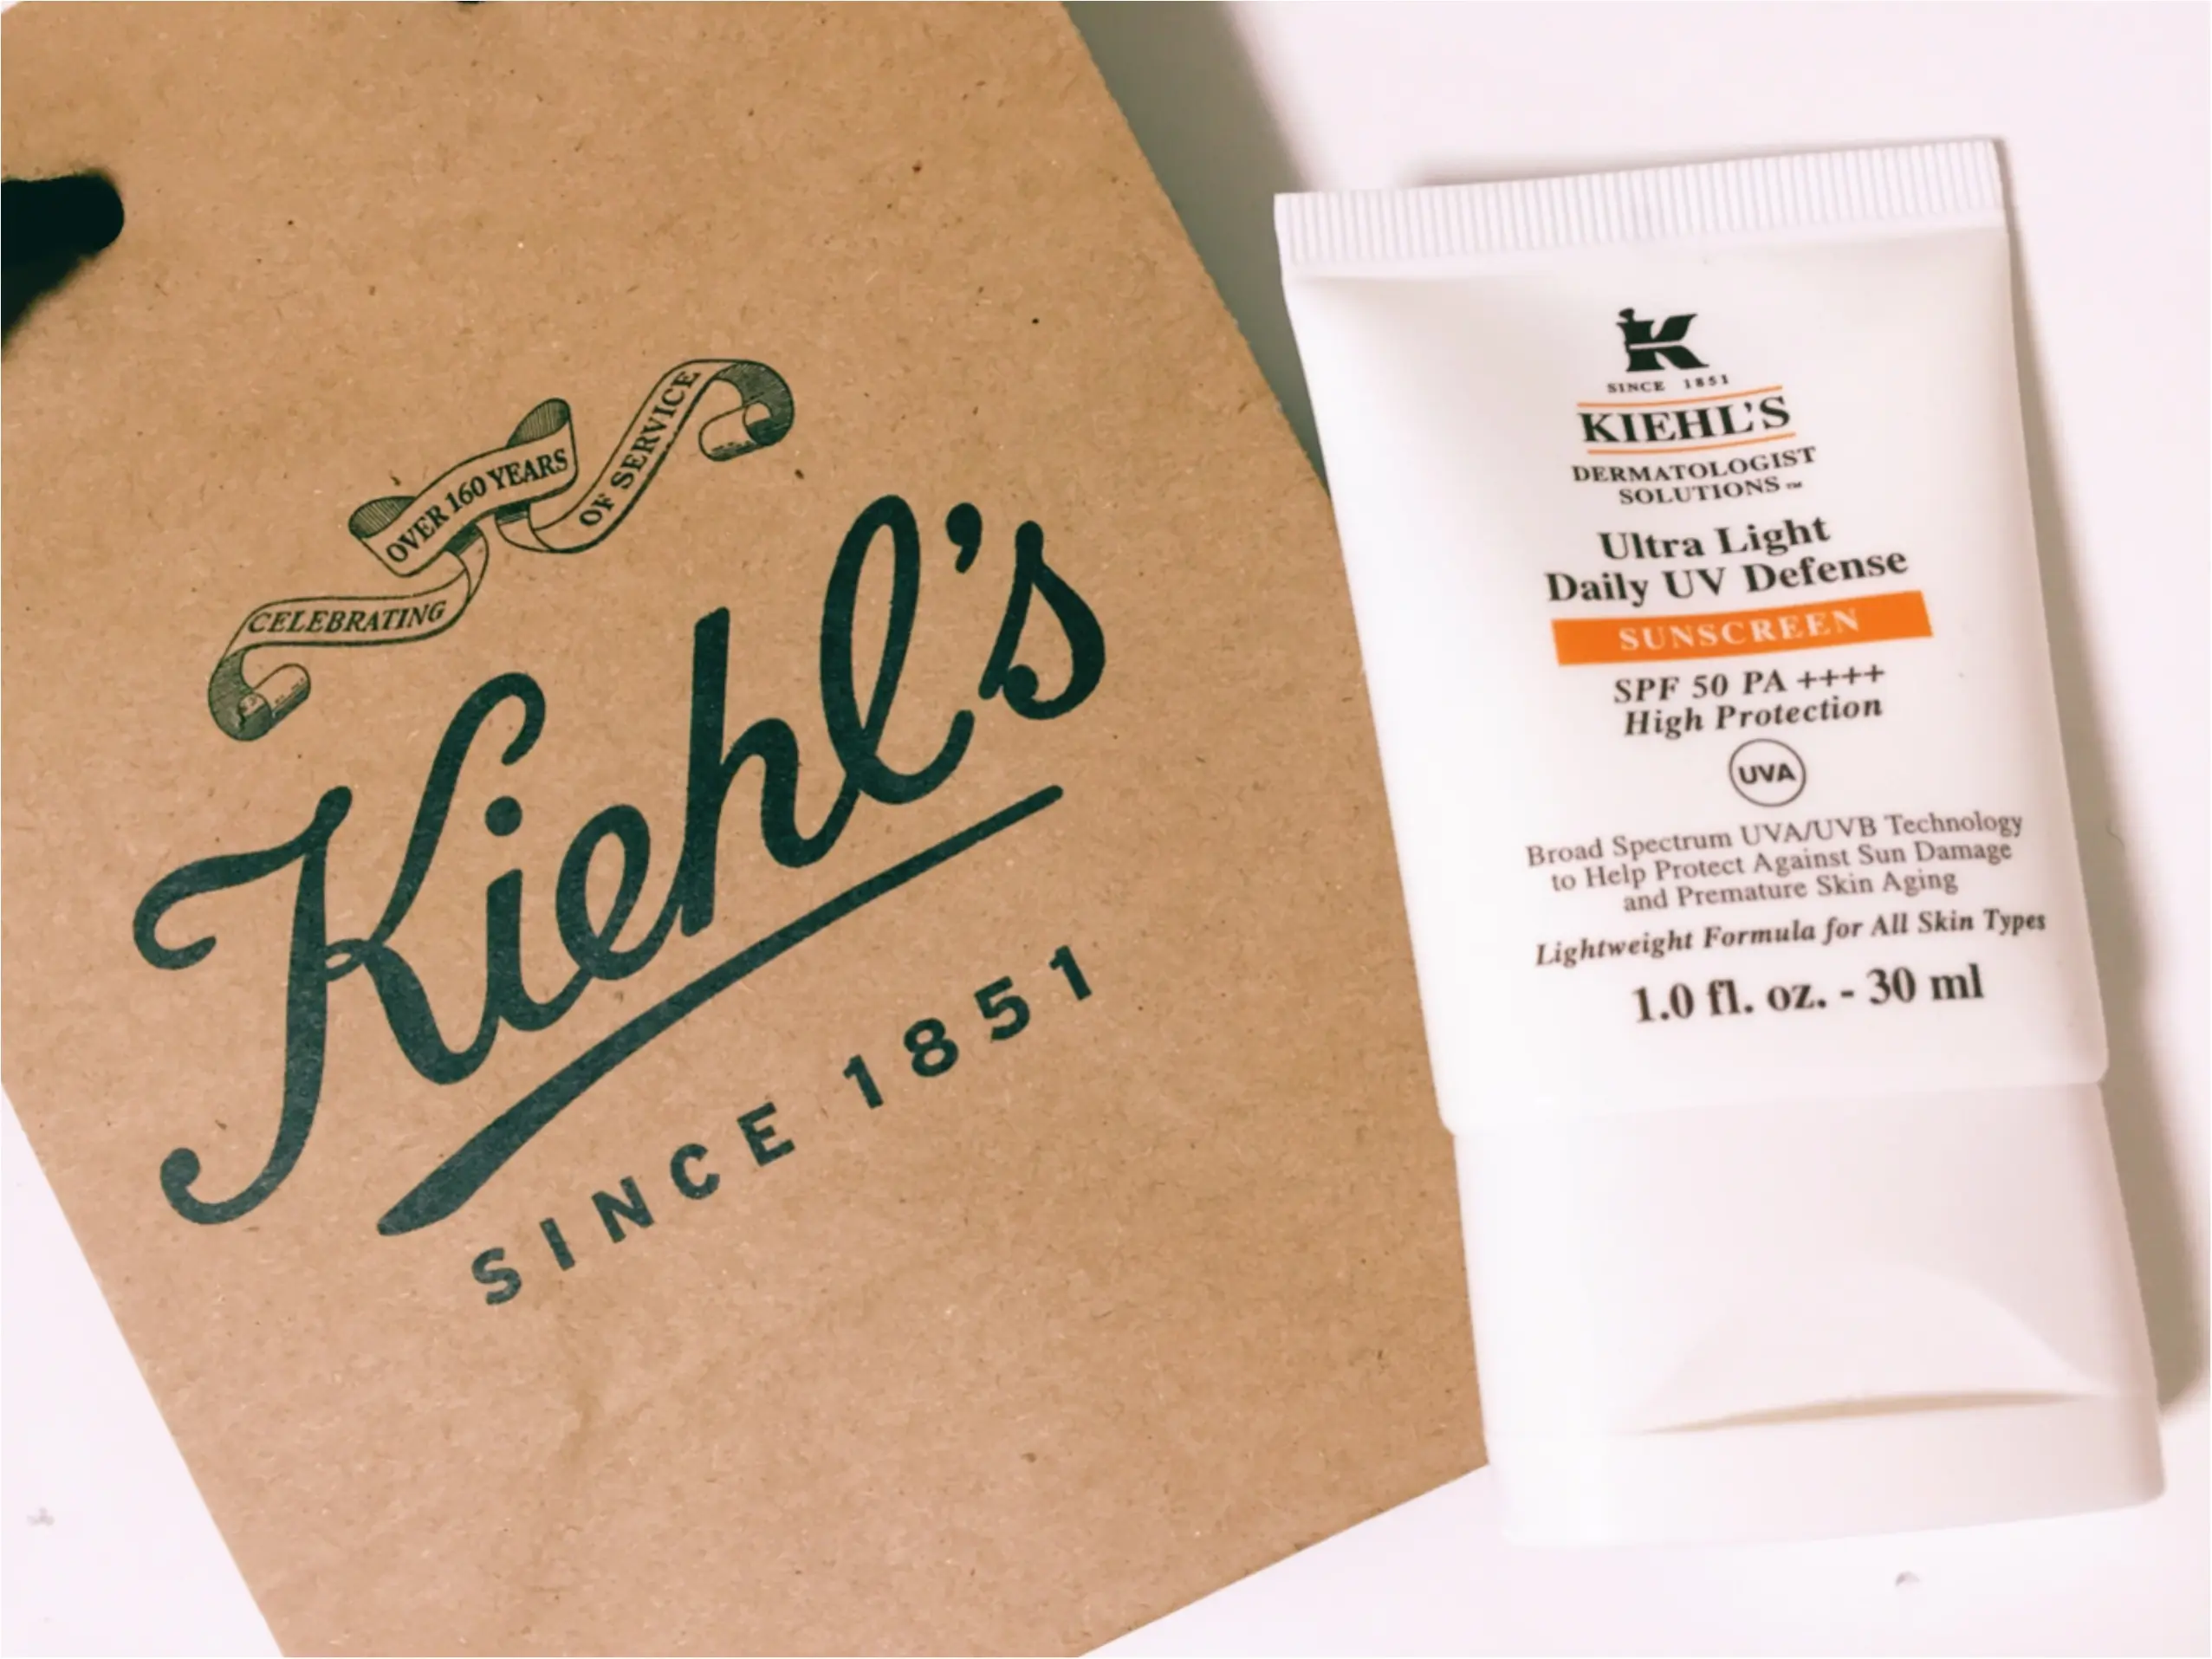 CELEBRATING
OVER 160 YEARS
OF SERVICE
Kiehl's
SINCE 1851
K
SINCE 1851
KIEHL'S
DERMATOLOGIST
SOLUTIONS™
Ultra Light
Daily UV Defense
SUNSCREEN
SPF 50 PA ++++
High Protection
UVA
Broad Spectrum UVA/UVB Technology
to Help Protect Against Sun Damage
and Premature Skin Aging
Lightweight Formula for All Skin Types
1.0 fl. oz. - 30 ml